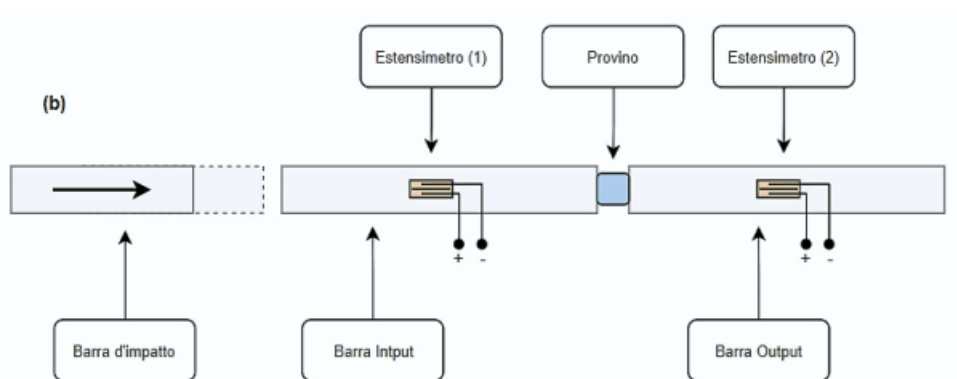 Estensimetro (1)
Provino
Estensimetro (2)
(b)
+ -
+ -
Barra d'impatto
Barra Intput
Barra Output